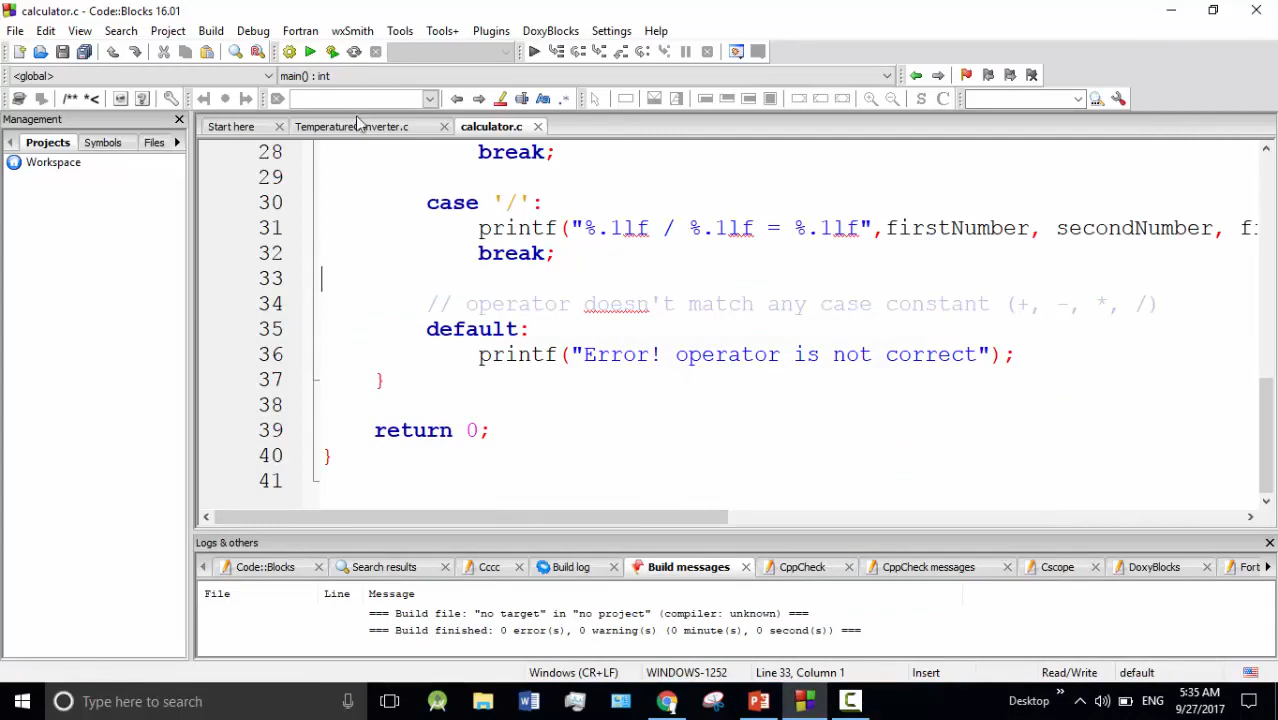 calculator.c - Code::Blocks 16.01
File Edit View Search Project Build Debug Fortran wxSmith Tools Tools+ Plugins DoxyBlocks Settings Help
<global> main() : int
/** *< .* S C
Management
Start here calculator.c
Projects Symbols Files
Workspace
28 break;
29
30 case '/':
31 printf("%.1lf / %.1lf = %.1lf",firstNumber, secondNumber, fi
32 break;
33
34 // operator doesn't match any case constant (+, -, *, /)
35 default:
36 printf("Error! operator is not correct");
37 }
38
39 return 0;
40 }
41
Logs & others
Code::Blocks Search results Cccc Build log Build messages CppCheck CppCheck messages Cscope DoxyBlocks Fort
File Line Message
=== Build file: "no target" in "no project" (compiler: unknown) ===
=== Build finished: 0 error(s), 0 warning(s) (0 minute(s), 0 second(s)) ===
Windows (CR+LF) WINDOWS-1252 Line 33, Column 1 Insert Read/Write default
Type here to search Desktop ENG 5:35 AM
9/27/2017